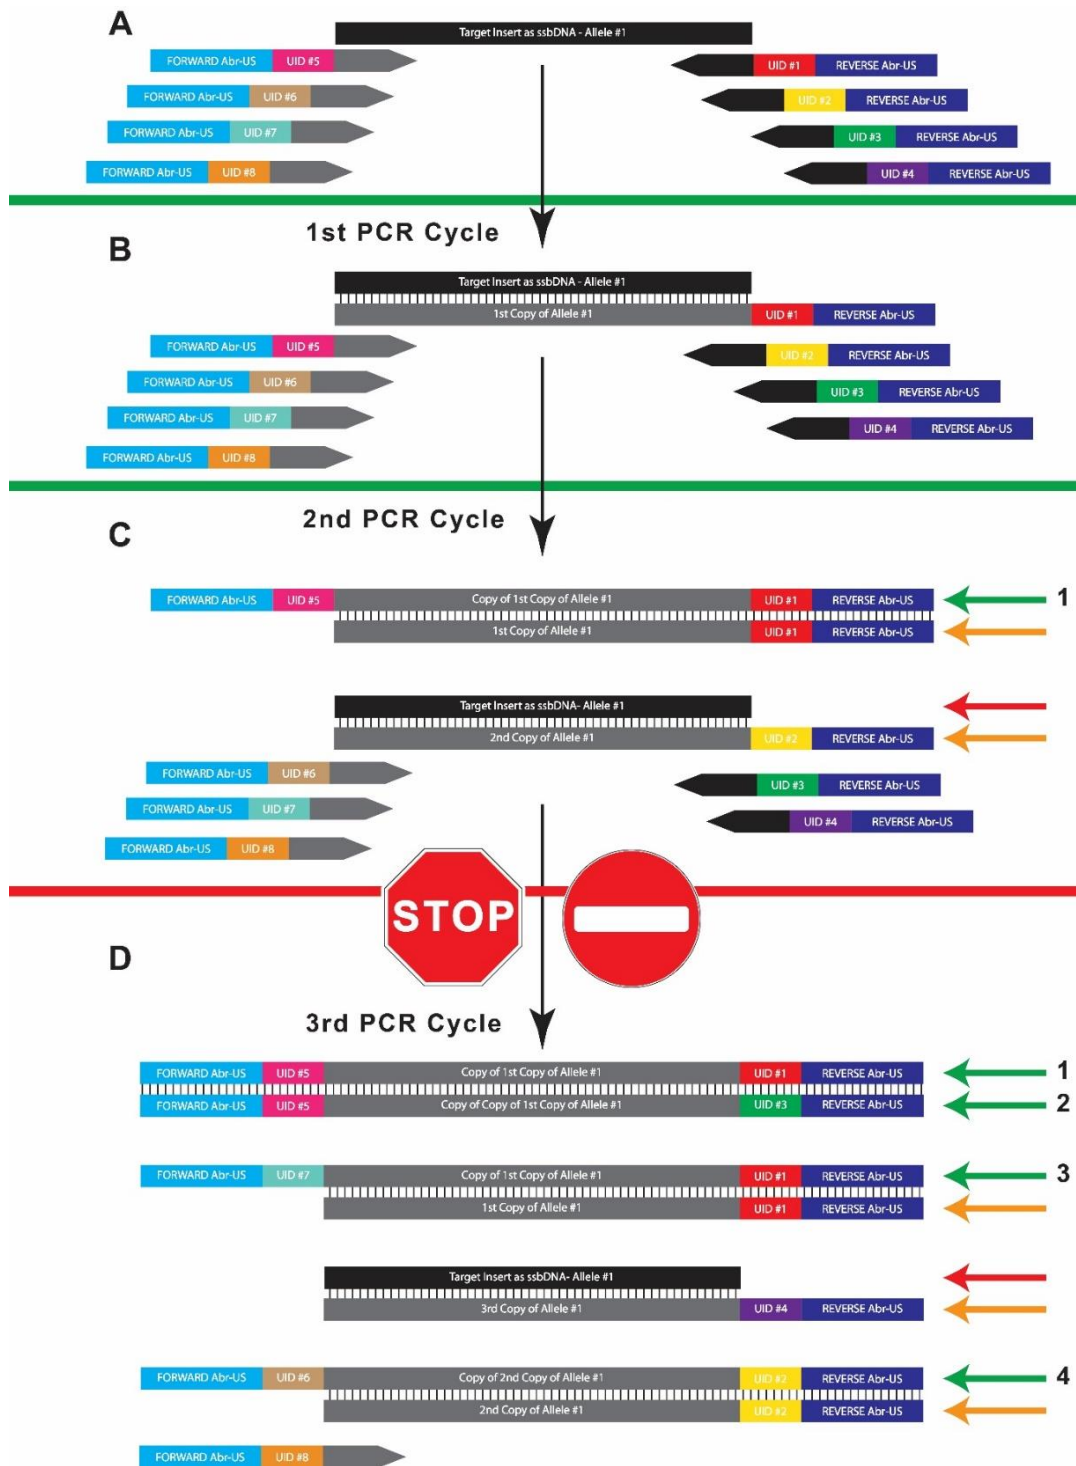 A
Target Insert as ssbDNA - Allele #1
FORWARD Abr-US UID #5
UID #1 REVERSE Abr-US
FORWARD Abr-US UID #6
UID #2 REVERSE Abr-US
FORWARD Abr-US UID #7
UID #3 REVERSE Abr-US
FORWARD Abr-US UID #8
UID #4 REVERSE Abr-US
1st PCR Cycle
B
Target Insert as ssbDNA - Allele #1
1st Copy of Allele #1 UID #1 REVERSE Abr-US
FORWARD Abr-US UID #5
UID #2 REVERSE Abr-US
FORWARD Abr-US UID #6
UID #3 REVERSE Abr-US
FORWARD Abr-US UID #7
UID #4 REVERSE Abr-US
FORWARD Abr-US UID #8
2nd PCR Cycle
C
FORWARD Abr-US UID #5 Copy of 1st Copy of Allele #1 UID #1 REVERSE Abr-US 1
1st Copy of Allele #1 UID #1 REVERSE Abr-US
Target Insert as ssbDNA- Allele #1
2nd Copy of Allele #1 UID #2 REVERSE Abr-US
FORWARD Abr-US UID #6
UID #3 REVERSE Abr-US
FORWARD Abr-US UID #7
UID #4 REVERSE Abr-US
FORWARD Abr-US UID #8
STOP
D
3rd PCR Cycle
FORWARD Abr-US UID #5 Copy of 1st Copy of Allele #1 UID #1 REVERSE Abr-US 1
FORWARD Abr-US UID #5 Copy of Copy of 1st Copy of Allele #1 UID #3 REVERSE Abr-US 2
FORWARD Abr-US UID #7 Copy of 1st Copy of Allele #1 UID #1 REVERSE Abr-US 3
1st Copy of Allele #1 UID #1 REVERSE Abr-US
Target Insert as ssbDNA- Allele #1
3rd Copy of Allele #1 UID #4 REVERSE Abr-US
FORWARD Abr-US UID #6 Copy of 2nd Copy of Allele #1 UID #2 REVERSE Abr-US 4
2nd Copy of Allele #1 UID #2 REVERSE Abr-US
FORWARD Abr-US UID #8